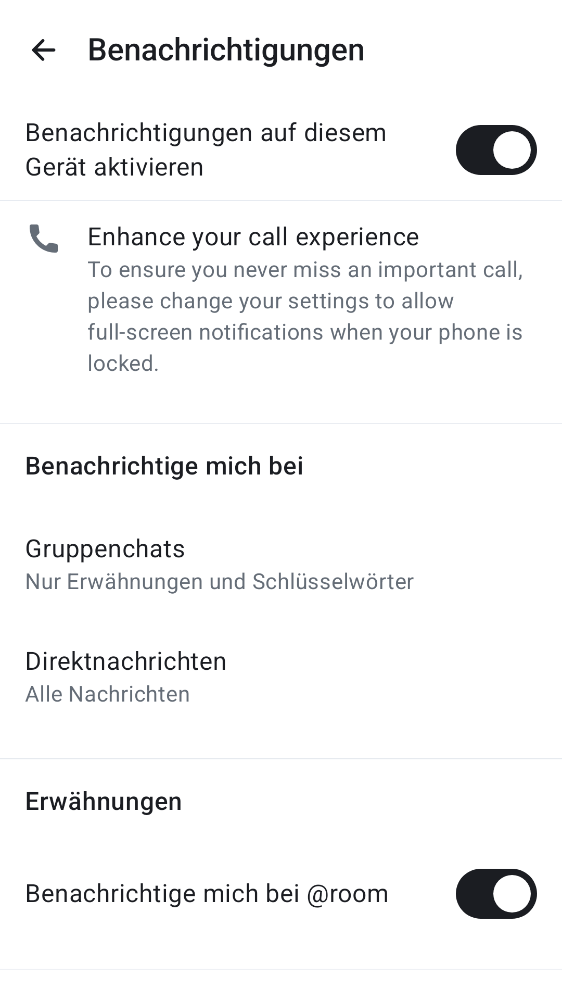 Benachrichtigungen
Benachrichtigungen auf diesem
Gerät aktivieren
Enhance your call experience
To ensure you never miss an important call,
please change your settings to allow
full-screen notifications when your phone is
locked.
Benachrichtige mich bei
Gruppenchats
Nur Erwähnungen und Schlüsselwörter
Direktnachrichten
Alle Nachrichten
Erwähnungen
Benachrichtige mich bei @room